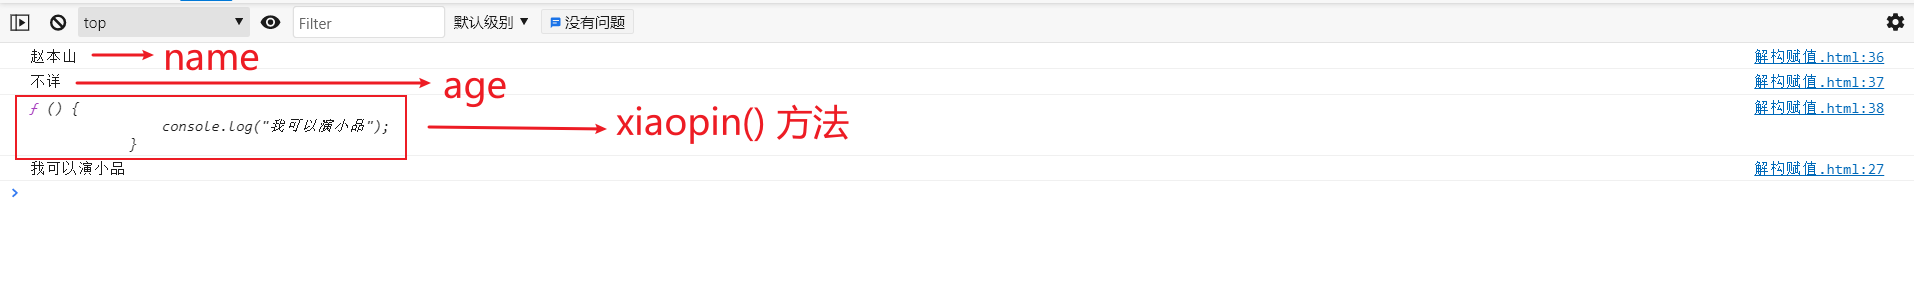 top
Filter
默认级别
没有问题
赵本山
name
解构赋值.html:36
不详
age
解构赋值.html:37
f () {
console.log("我可以演小品");
}
xiaopin() 方法
解构赋值.html:38
我可以演小品
解构赋值.html:27